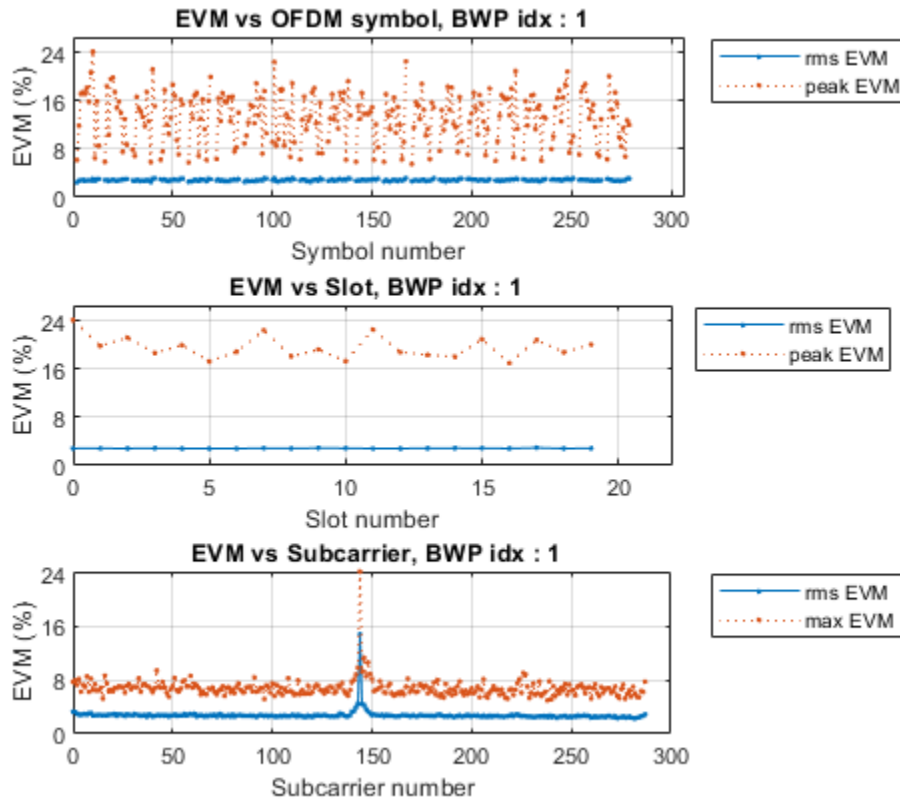 EVM vs OFDM symbol, BWP idx : 1
EVM (%)
24
16
8
0
0 50 100 150 200 250 300
Symbol number
rms EVM
peak EVM
EVM vs Slot, BWP idx : 1
EVM (%)
24
16
8
0
0 5 10 15 20
Slot number
rms EVM
peak EVM
EVM vs Subcarrier, BWP idx : 1
EVM (%)
24
16
8
0
0 50 100 150 200 250 300
Subcarrier number
rms EVM
max EVM